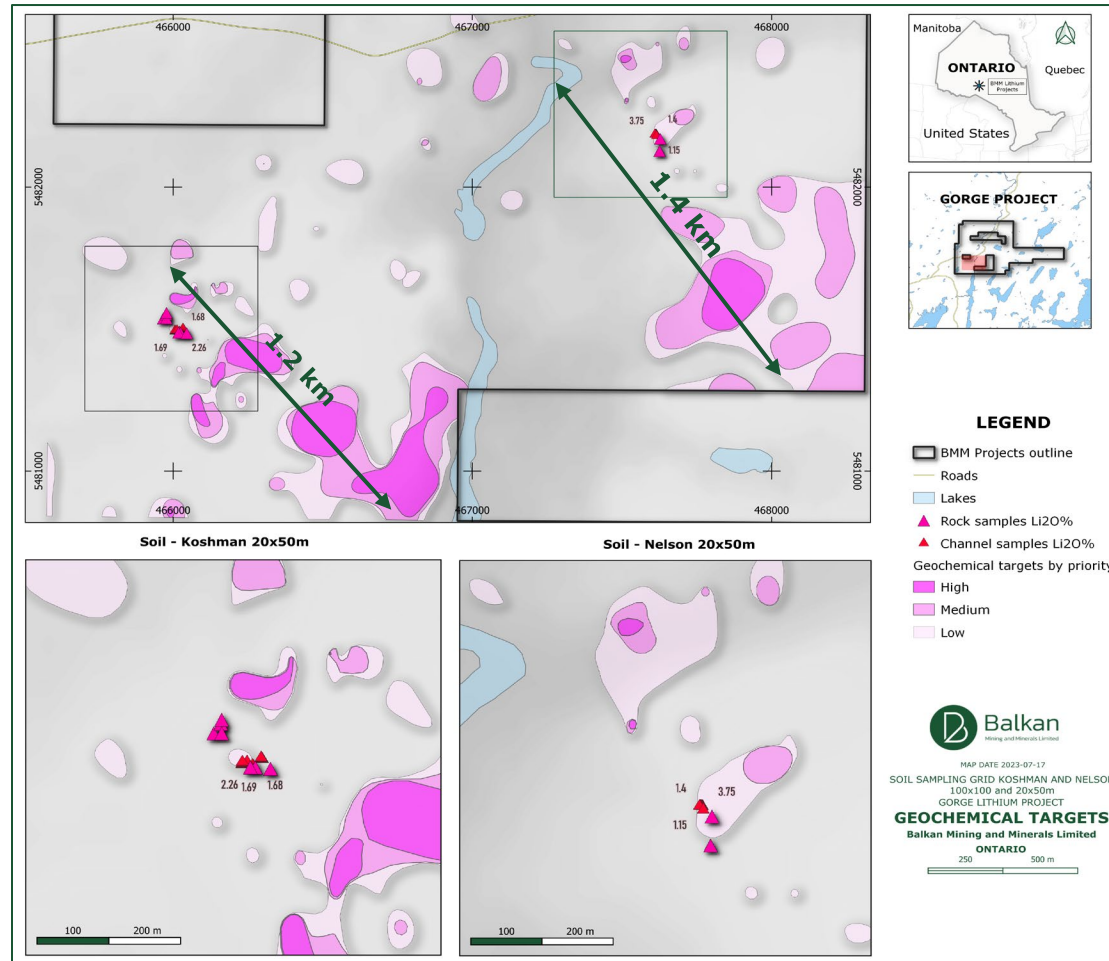 466000
467000
468000
5482000
5482000
3.75
1.4
1.15
1.4 km
1.68
1.69
2.26
1.2 km
5481000
5481000
466000
467000
468000
Soil - Koshman 20x50m
Soil - Nelson 20x50m
2.26
1.69
1.68
100
200 m
1.4
3.75
1.15
100
200 m
Manitoba
ONTARIO
Quebec
BMM Lithium
Projects
United States
GORGE PROJECT
LEGEND
BMM Projects outline
Roads
Lakes
Rock samples Li2O%
Channel samples Li2O%
Geochemical targets by priority
High
Medium
Low
Balkan
Mining and Minerals Limited
MAP DATE 2023-07-17
SOIL SAMPLING GRID KOSHMAN AND NELSON
100x100 and 20x50m
GORGE LITHIUM PROJECT
GEOCHEMICAL TARGETS
Balkan Mining and Minerals Limited
ONTARIO
250
500 m